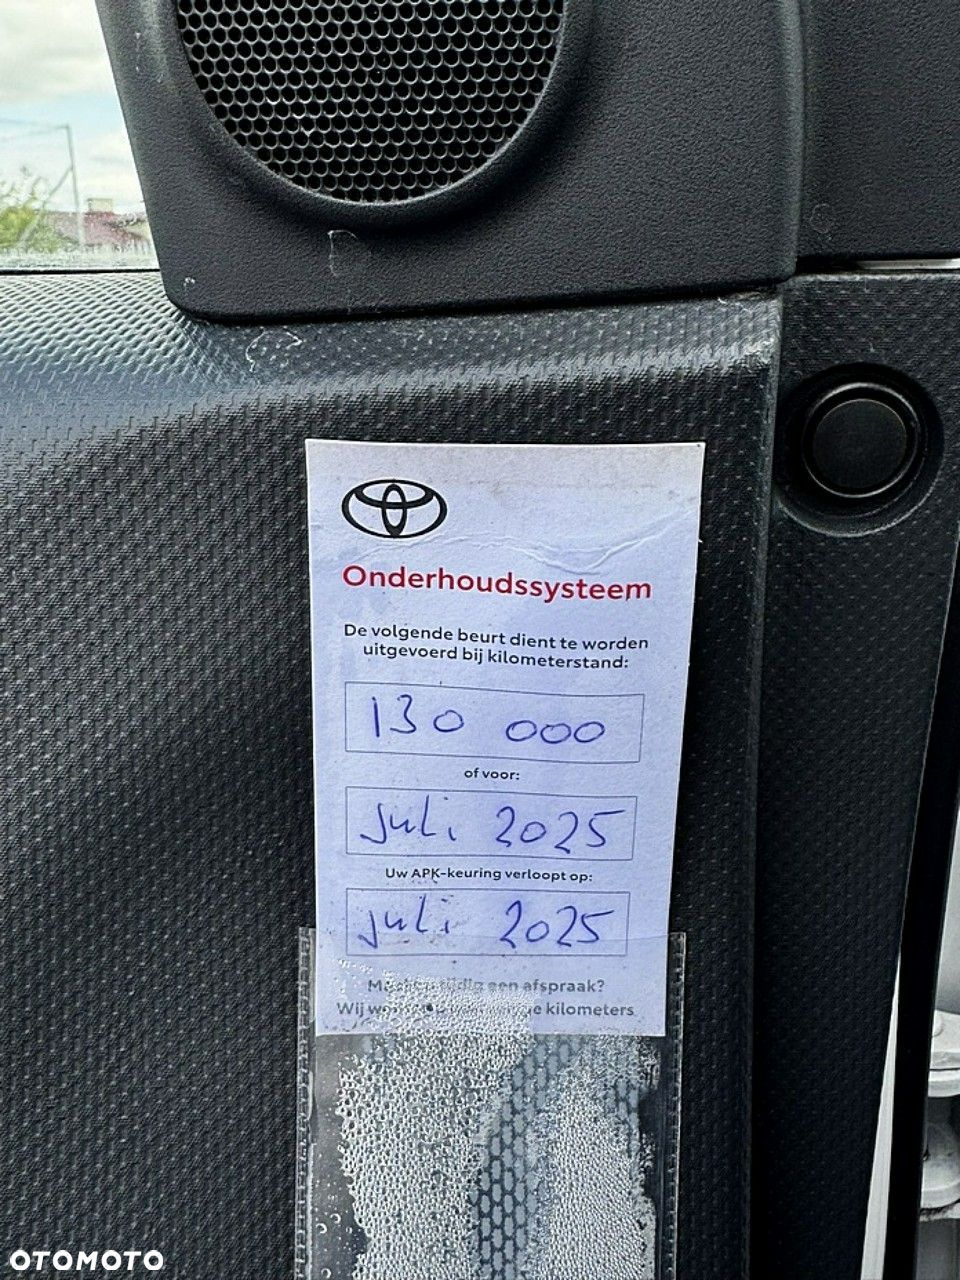 Onderhoudssysteem
De volgende beurt dient te worden
uitgevoerd bij kilometerstand:
130 000
of voor:
juli 2025
Uw APK-keuring verloopt op:
juli 2025
een afspraak?
Wij kilometers
OTOMOTO